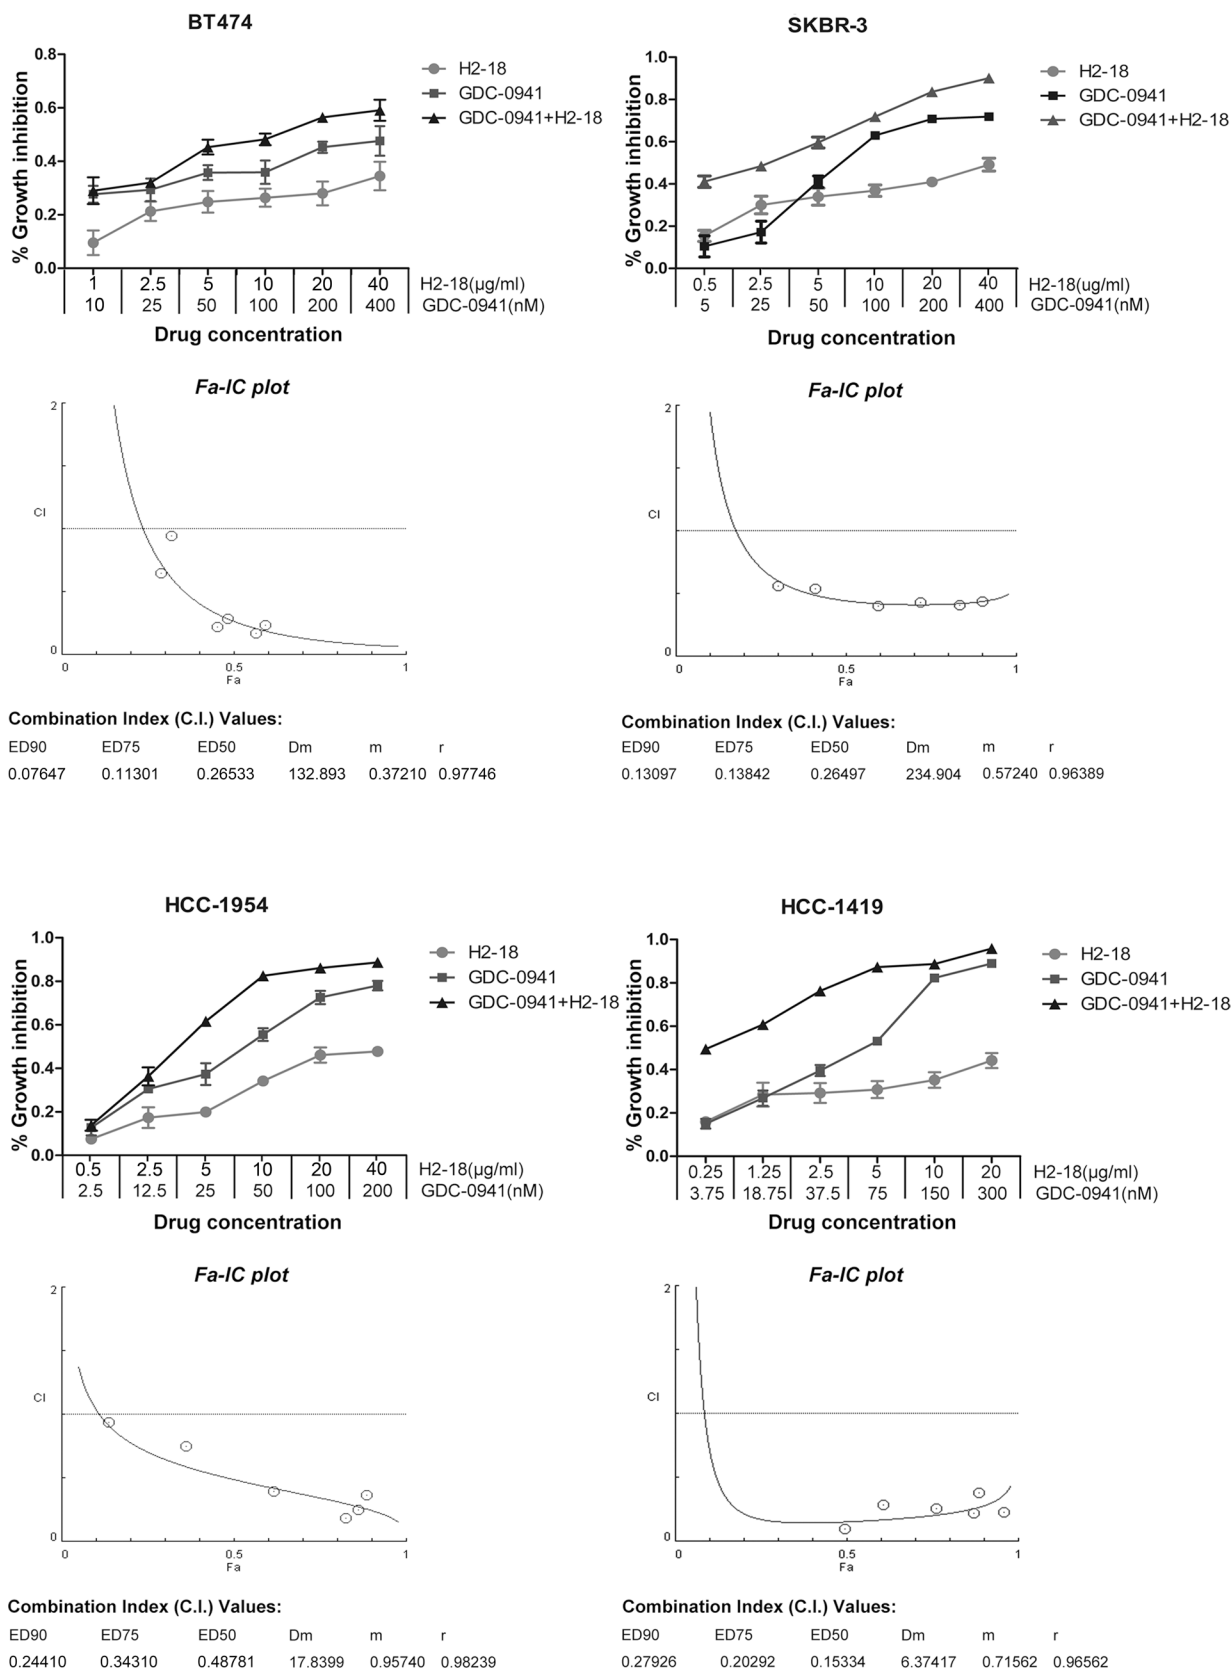 BT474
0.8
0.6
0.4
0.2
0.0
% Growth inhibition
H2-18
GDC-0941
GDC-0941+H2-18
1 2.5 5 10 20 40 H2-18(µg/ml)
10 25 50 100 200 400 GDC-0941(nM)
Drug concentration
SKBR-3
1.0
0.8
0.6
0.4
0.2
0.0
% Growth inhibition
H2-18
GDC-0941
GDC-0941+H2-18
0.5 2.5 5 10 20 40 H2-18(ug/ml)
5 25 50 100 200 400 GDC-0941(nM)
Drug concentration
Fa-IC plot
2
CI
0
0 0.5 1
Fa
Fa-IC plot
2
CI
0
0 0.5 1
Fa
Combination Index (C.I.) Values:
ED90 ED75 ED50 Dm m r
0.07647 0.11301 0.26533 132.893 0.37210 0.97746
Combination Index (C.I.) Values:
ED90 ED75 ED50 Dm m r
0.13097 0.13842 0.26497 234.904 0.57240 0.96389
HCC-1954
1.0
0.8
0.6
0.4
0.2
0.0
% Growth inhibition
H2-18
GDC-0941
GDC-0941+H2-18
0.5 2.5 5 10 20 40 H2-18(µg/ml)
2.5 12.5 25 50 100 200 GDC-0941(nM)
Drug concentration
HCC-1419
1.0
0.8
0.6
0.4
0.2
0.0
% Growth inhibition
H2-18
GDC-0941
GDC-0941+H2-18
0.25 1.25 2.5 5 10 20 H2-18(µg/ml)
3.75 18.75 37.5 75 150 300 GDC-0941(nM)
Drug concentration
Fa-IC plot
2
CI
0
0 0.5 1
Fa
Fa-IC plot
2
CI
0
0 0.5 1
Fa
Combination Index (C.I.) Values:
ED90 ED75 ED50 Dm m r
0.24410 0.34310 0.48781 17.8399 0.95740 0.98239
Combination Index (C.I.) Values:
ED90 ED75 ED50 Dm m r
0.27926 0.20292 0.15334 6.37417 0.71562 0.96562